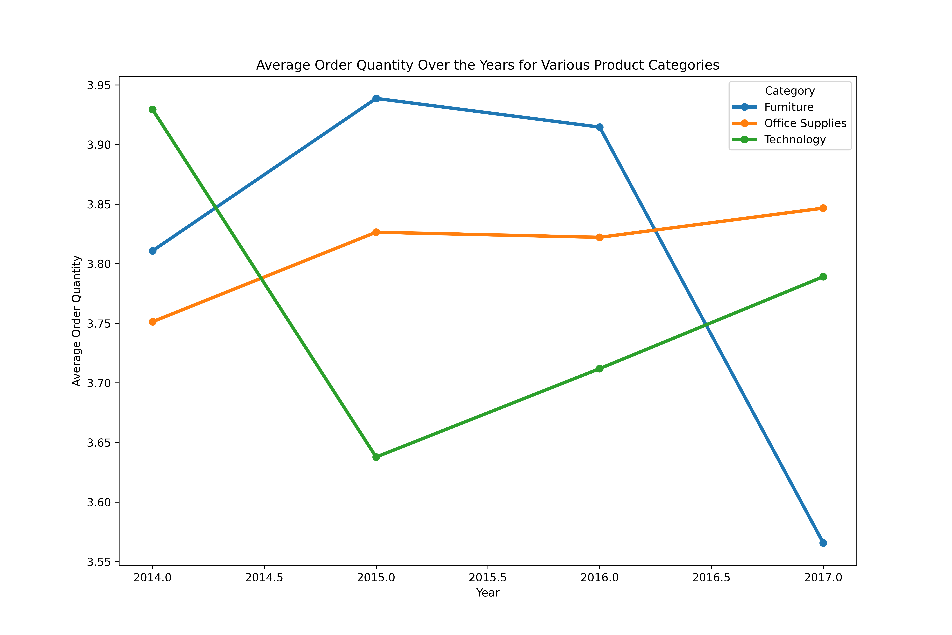 Average Order Quantity Over the Years for Various Product Categories
Category
Furniture
Office Supplies
Technology
3.95
3.90
3.85
3.80
3.75
3.70
3.65
3.60
3.55
Average Order Quantity
2014.0
2014.5
2015.0
2015.5
2016.0
2016.5
2017.0
Year